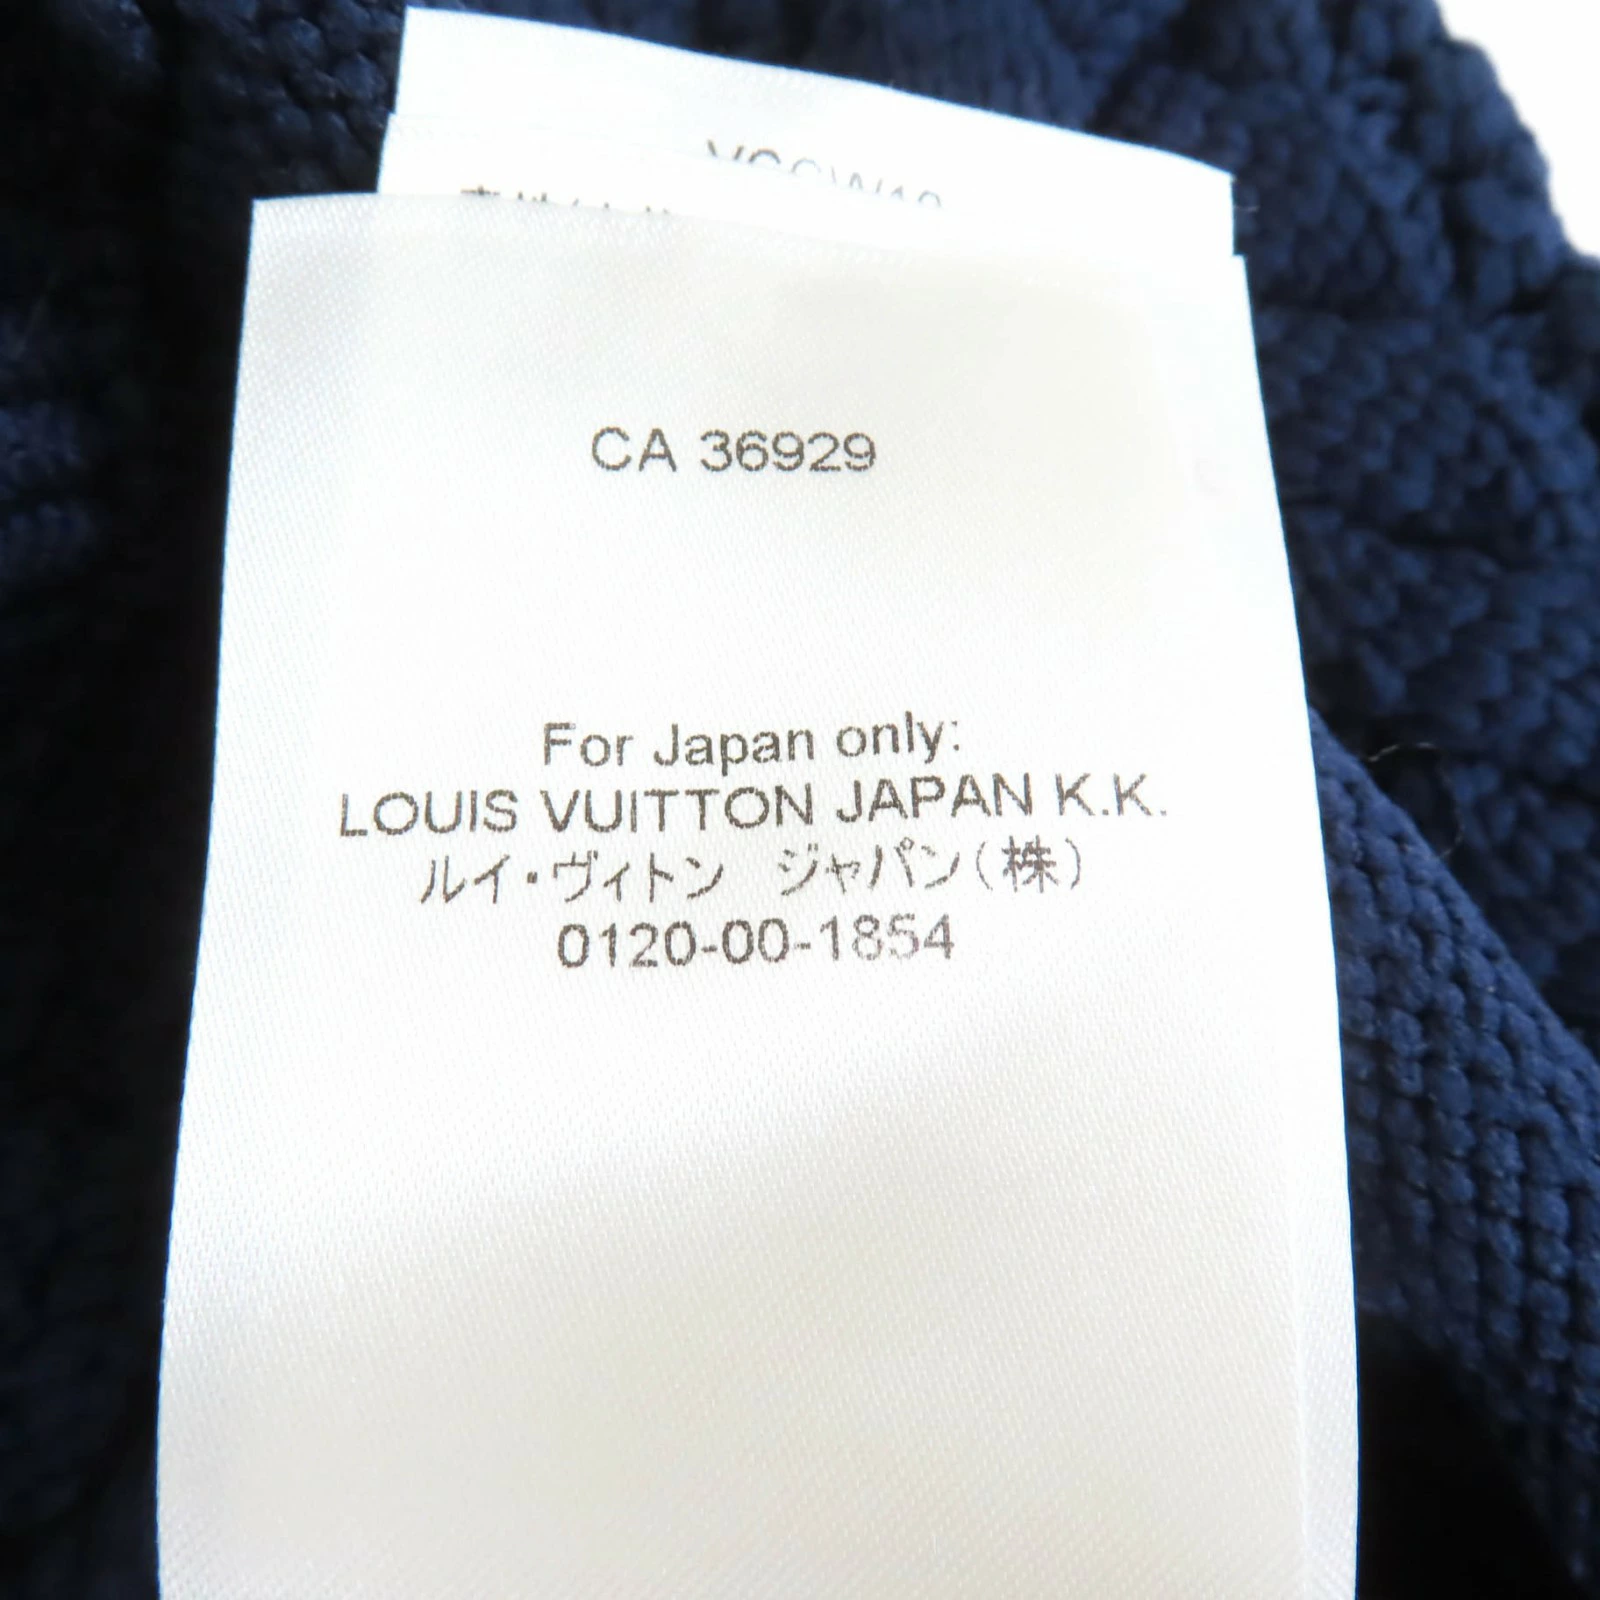 CA 36929
For Japan only:
LOUIS VUITTON JAPAN K.K.
ルイ・ヴィトン　ジャパン(株)
0120-00-1854